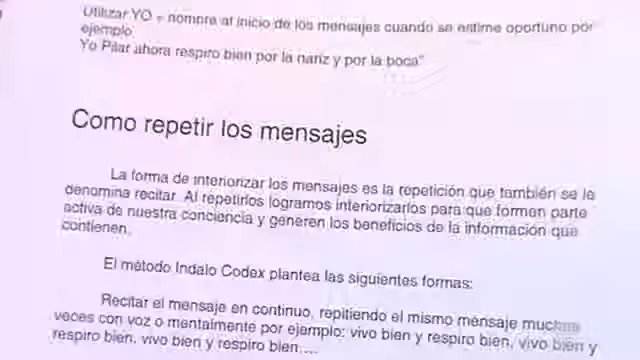 Utilizar YO + nombre al inicio de los mensajes cuando se estime oportuno por
ejemplo:
Yo Pilar ahora respiro bien por la nariz y por la boca"
Como repetir los mensajes
La forma de interiorizar los mensajes es la repetición que también se le
denomina recitar. Al repetirlos logramos interiorizarlos para que formen parte
activa de nuestra conciencia y generen los beneficios de la información que
contienen.
El método Indalo Codex plantea las siguientes formas:
Recitar el mensaje en continuo, repitiendo el mismo mensaje muchas
veces con voz o mentalmente por ejemplo: vivo bien y respiro bien, vivo bien y
respiro bien, vivo bien y respiro bien....